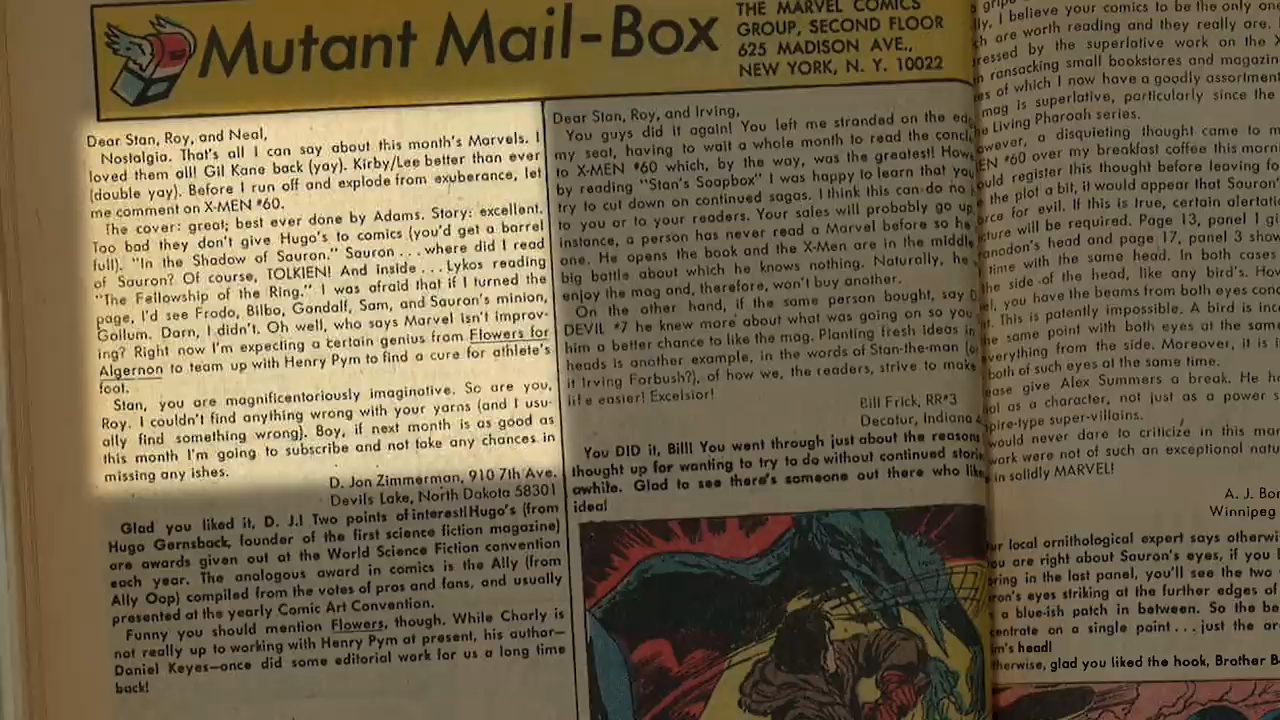 Mutant Mail-Box
THE MARVEL COMICS
GROUP, SECOND FLOOR
625 MADISON AVE.,
NEW YORK, N. Y. 10022
Dear Stan, Roy, and Neal,
Nostalgia. That's all I can say about this month's Marvels. I
loved them all! Gil Kane back (yay). Kirby/Lee better than ever
(double yay). Before I run off and explode from exuberance, let
me comment on X-MEN #60.
The cover: great; best ever done by Adams. Story: excellent.
Too bad they don't give Hugo's to comics (you'd get a barrel
full). "In the Shadow of Sauron." Sauron . . . where did I read
of Sauron? Of course, TOLKIEN! And inside . . . Lykos reading
"The Fellowship of the Ring." I was afraid that if I turned the
page, I'd see Frodo, Bilbo, Gandalf, Sam, and Sauron's minion,
Gollum. Darn, I didn't. Oh well, who says Marvel isn't improv-
ing? Right now I'm expecting a certain genius from Flowers for
Algernon to team up with Henry Pym to find a cure for athlete's
foot.
Stan, you are magnificentoriously imaginative. So are you,
Roy. I couldn't find anything wrong with your yarns (and I usu-
ally find something wrong). Boy, if next month is as good as
this month I'm going to subscribe and not take any chances in
missing any ishes.
D. Jon Zimmerman, 910 7th Ave.
Devils Lake, North Dakota 58301
Glad you liked it, D. J.! Two points of interest! Hugo's (from
Hugo Gernsback, founder of the first science fiction magazine)
are awards given out at the World Science Fiction convention
each year. The analogous award in comics is the Ally (from
Ally Oop) compiled from the votes of pros and fans, and usually
presented at the yearly Comic Art Convention.
Funny you should mention Flowers, though. While Charly is
not really up to working with Henry Pym at present, his author—
Daniel Keyes—once did some editorial work for us a long time
back!
Dear Stan, Roy, and Irving,
You guys did it again! You left me stranded on the
my seat, having to wait a whole month to read the
to X-MEN #60 which, by the way, was the greatest!
by reading "Stan's Soapbox" I was happy to learn that
try to cut down on continued sagas. I think this can do
to you or to your readers. Your sales will probably go up
instance, a person has never read a Marvel before so he
one. He opens the book and the X-Men are in the middle
big battle about which he knows nothing. Naturally, he
enjoy the mag and, therefore, won't buy another.
On the other hand, if the same person bought, say
DEVIL #7 he knew more about what was going on so you
him a better chance to like the mag. Planting fresh ideas in
heads is another example, in the words of Stan-the-man
it Irving Forbush?), of how we, the readers, strive to make
life easier! Excelsior!
Bill Frick, RR#3
Decatur, Indiana
You DID it, Bill! You went through just about the reasons
thought up for wanting to try to do without continued
awhile. Glad to see there's someone out there who
idea!
I believe your comics to be the only
are worth reading and they really are.
by the superlative work on the
ransacking small bookstores and
of which I now have a goodly
mag is superlative, particularly since the
Living Pharoah series.
a disquieting thought came to
#60 over my breakfast coffee this
register this thought before leaving
the plot a bit, it would appear that
for evil. If this is true, certain
will be required. Page 13, panel 1
head and page 17, panel 3
time with the same head. In both cases
the side of the head, like any bird's.
you have the beams from both eyes
This is patently impossible. A bird is
same point with both eyes at the
everything from the side. Moreover, it is
both of such eyes at the same time.
give Alex Summers a break. He
as a character, not just as a power
super-villains.
would never dare to criticize in this
work were not of such an exceptional
in solidly MARVEL!
A. J.
Winnipeg
local ornithological expert says
are right about Sauron's eyes, if you
in the last panel, you'll see the two
eyes striking at the further edges of
a blue-ish patch in between. So the
on a single point . . . just the
head!
glad you liked the hook, Brother